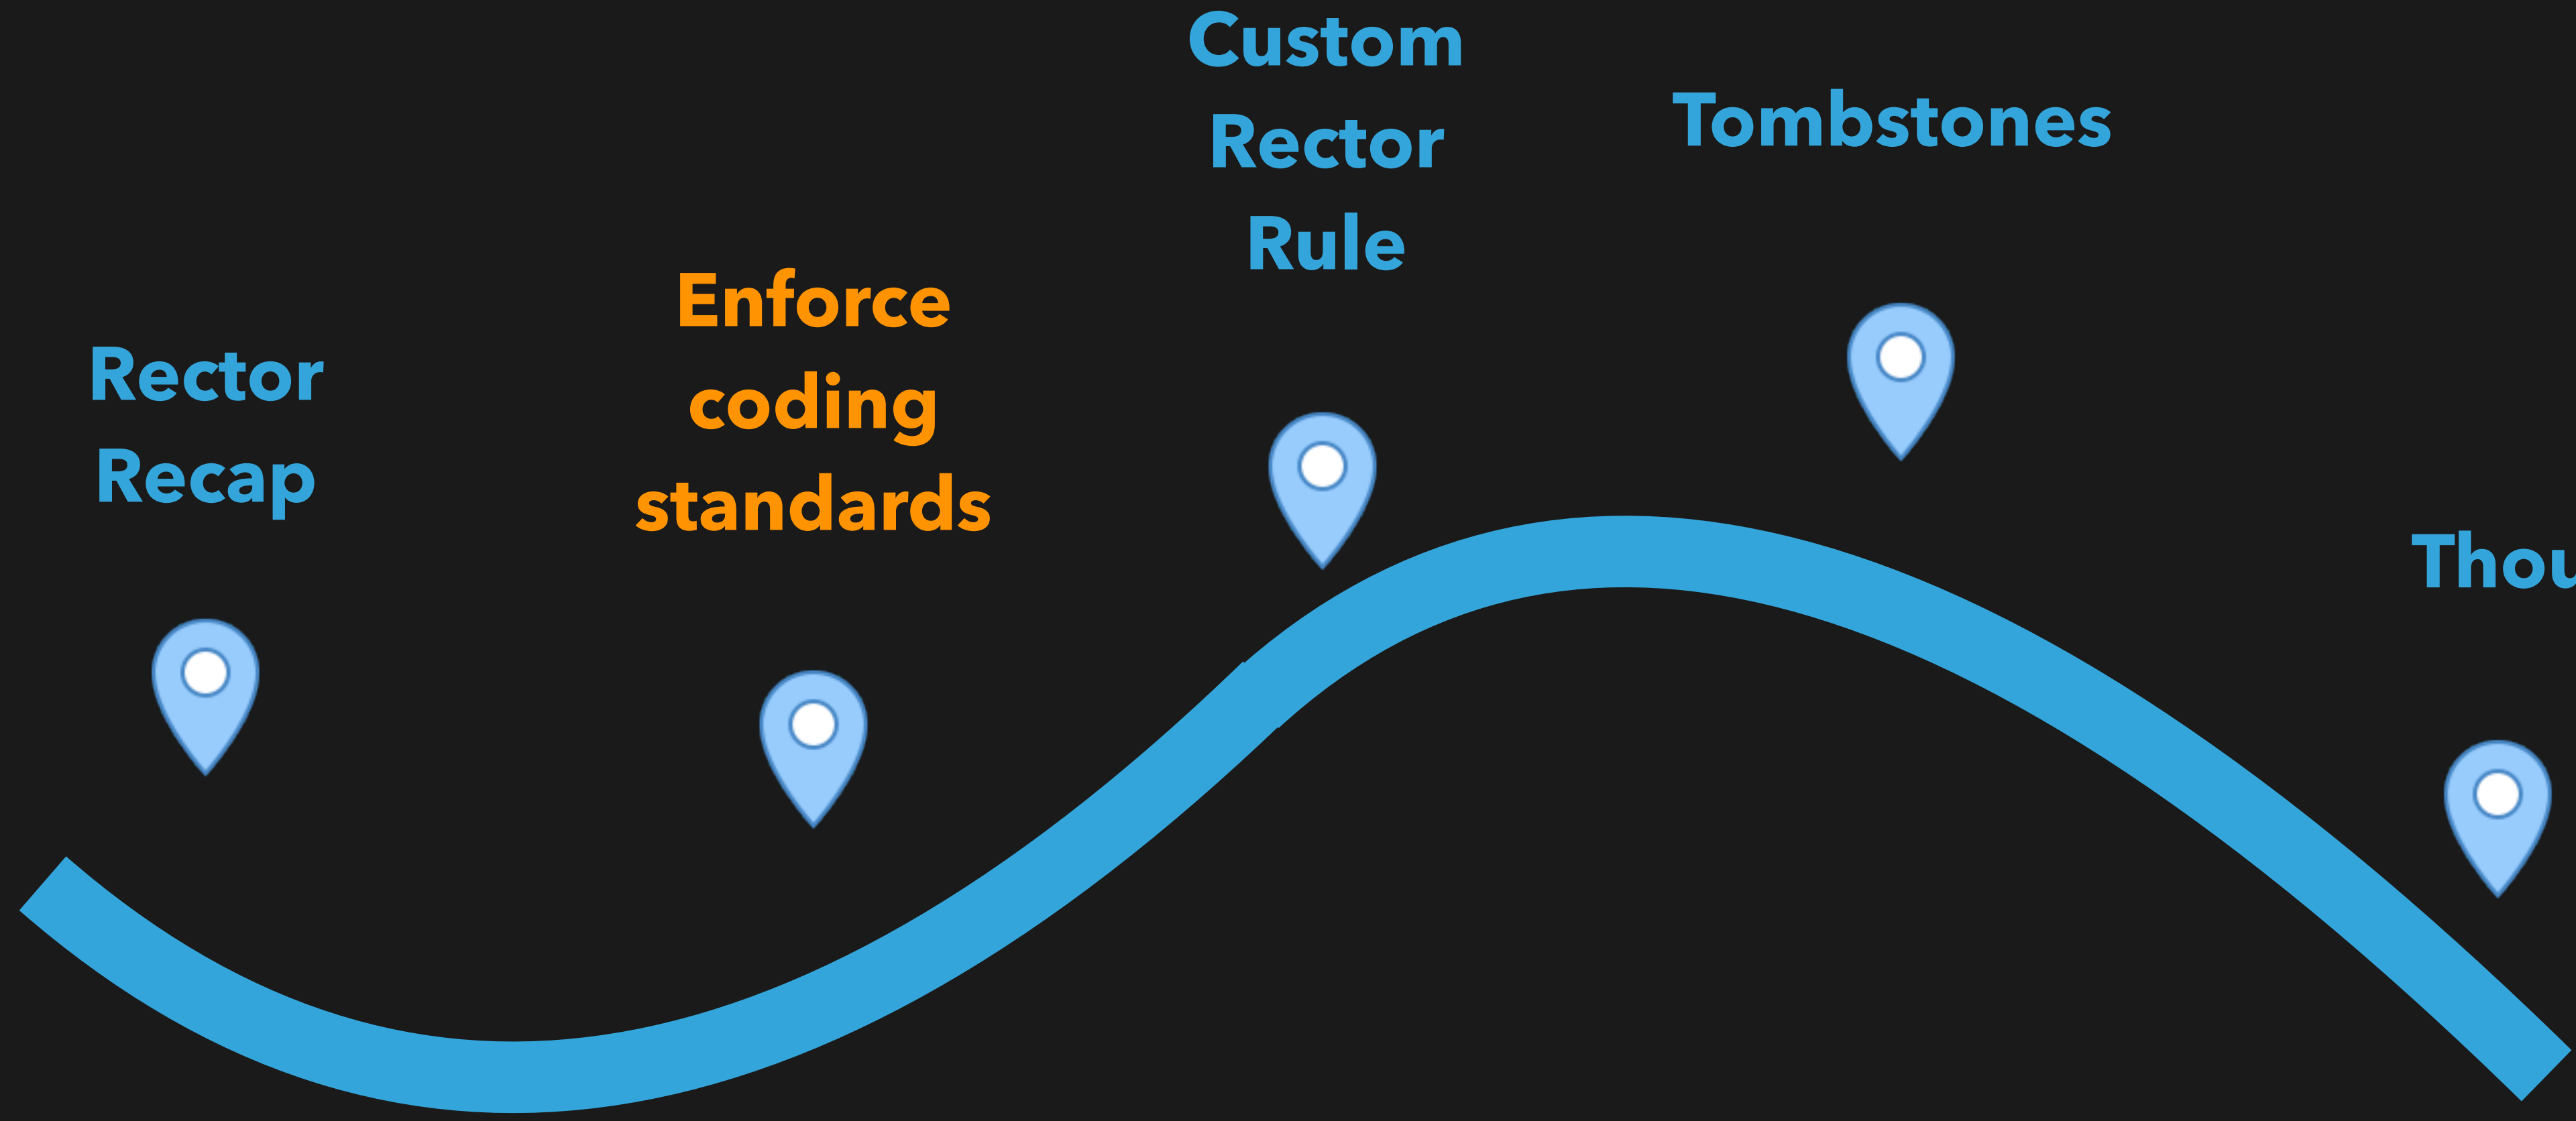 Rector
Recap
Enforce
coding
standards
Custom
Rector
Rule
Tombstones